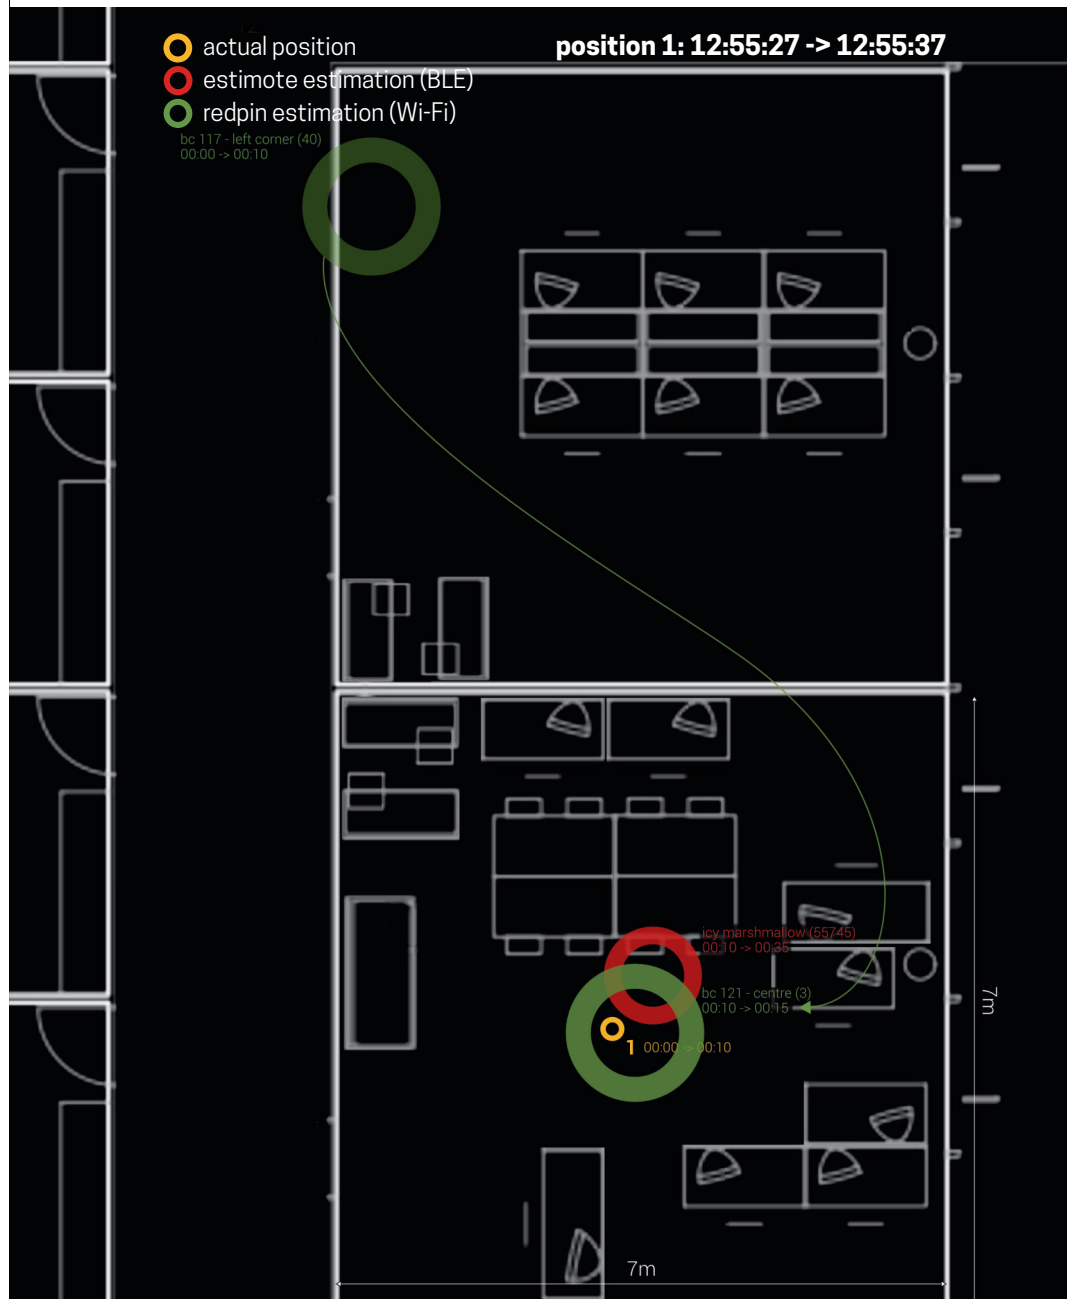 position 1: 12:55:27 -> 12:55:37
actual position
estimote estimation (BLE)
redpin estimation (Wi-Fi)
bc 117 - left corner (40)
00:00 -> 00:10
icy marshmallow (55745)
00:10 -> 00:35
bc 121 - centre (3)
00:10 -> 00:15
1 00:00 -> 00:10
7m
7m